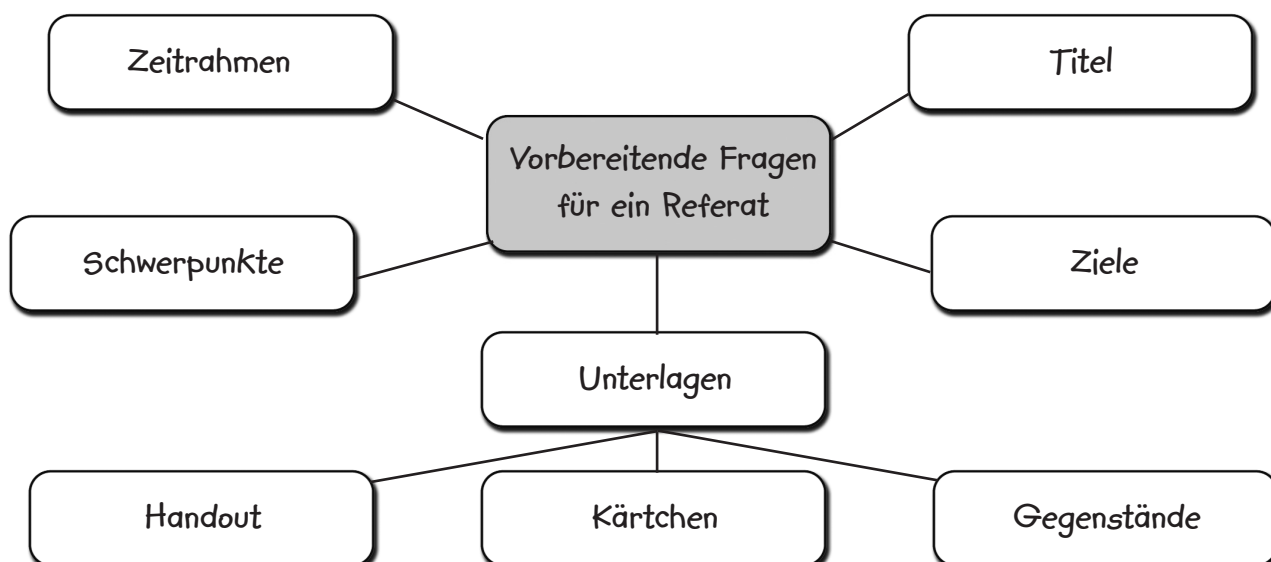 Zeitrahmen
Titel
Vorbereitende Fragen
für ein Referat
Schwerpunkte
Ziele
Unterlagen
Handout
Kärtchen
Gegenstände